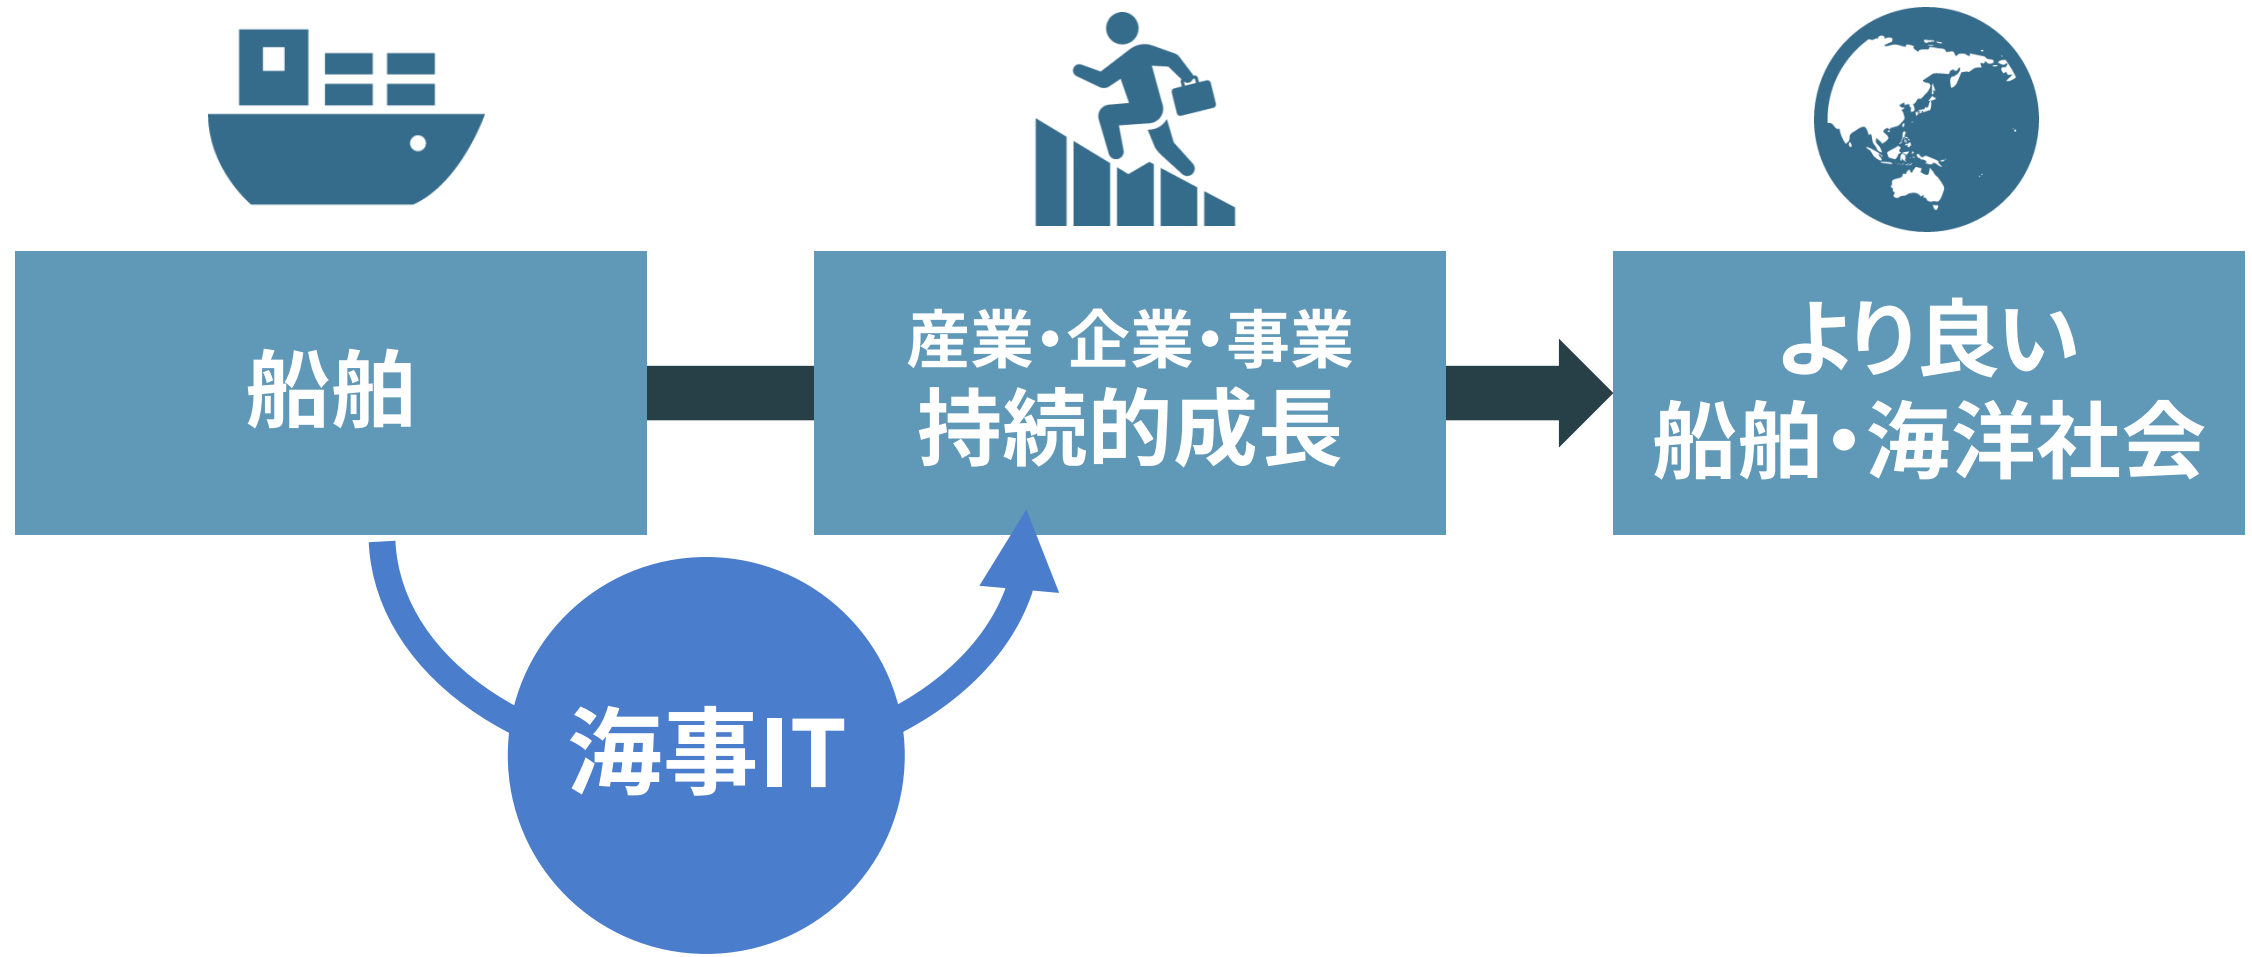 船舶
産業・企業・事業
持続的成長
より良い
船舶・海洋社会
海事IT